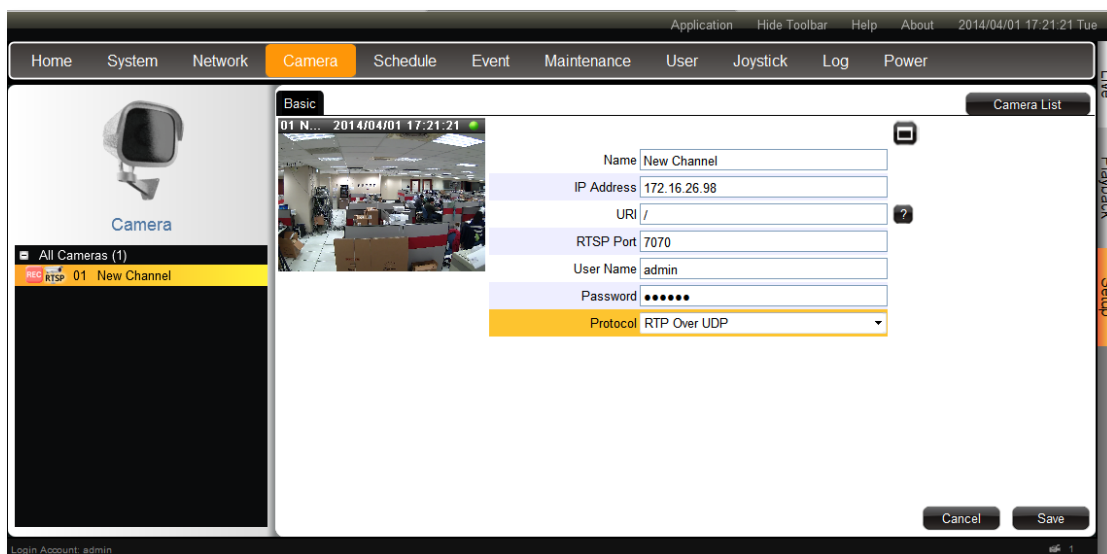 Application Hide Toolbar Help About 2014/04/01 17:21:21 Tue
Home System Network Camera Schedule Event Maintenance User Joystick Log Power
Live
Playback
Setup
Camera
All Cameras (1)
REC RTSP 01 New Channel
Basic
Camera List
01 N... 2014/04/01 17:21:21
Name New Channel
IP Address 172.16.26.98
URI /
?
RTSP Port 7070
User Name admin
Password ●●●●●●
Protocol RTP Over UDP
Cancel Save
Login Account: admin
1